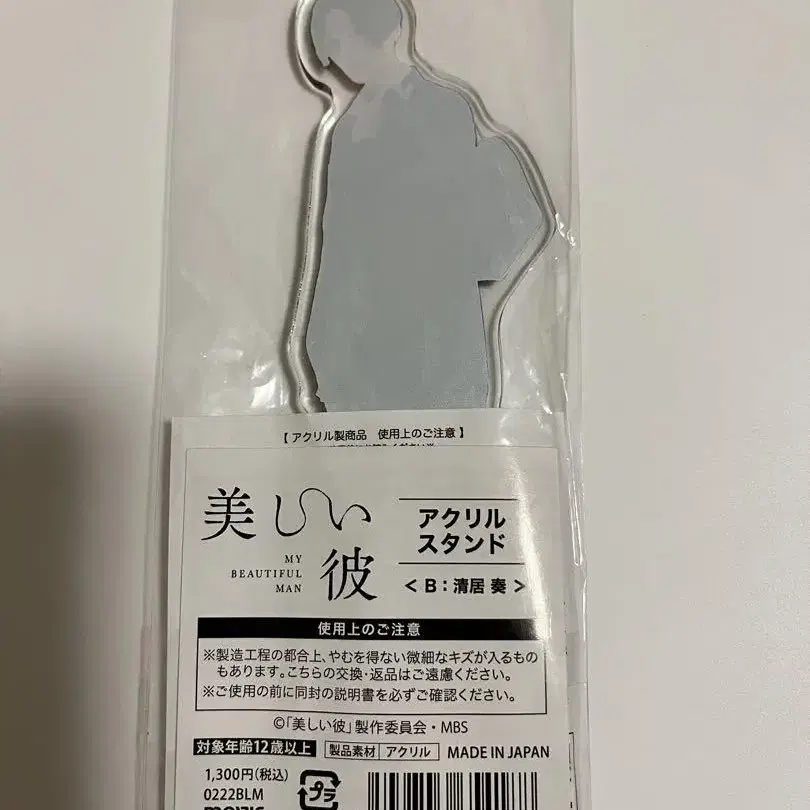 【 アクリル製商品　使用上のご注意 】
美しい彼
MY
BEAUTIFUL
MAN
アクリル
スタンド
< B：清居 奏 >
使用上のご注意
※製造工程の都合上、やむを得ない微細なキズが入るもの
もあります。こちらの交換・返品はご遠慮ください。
※ご使用の前に同封の説明書を必ずご確認ください。
©「美しい彼」製作委員会・MBS
対象年齢12歳以上 製品素材 アクリル MADE IN JAPAN
1,300円(税込)
0222BLM
プラ